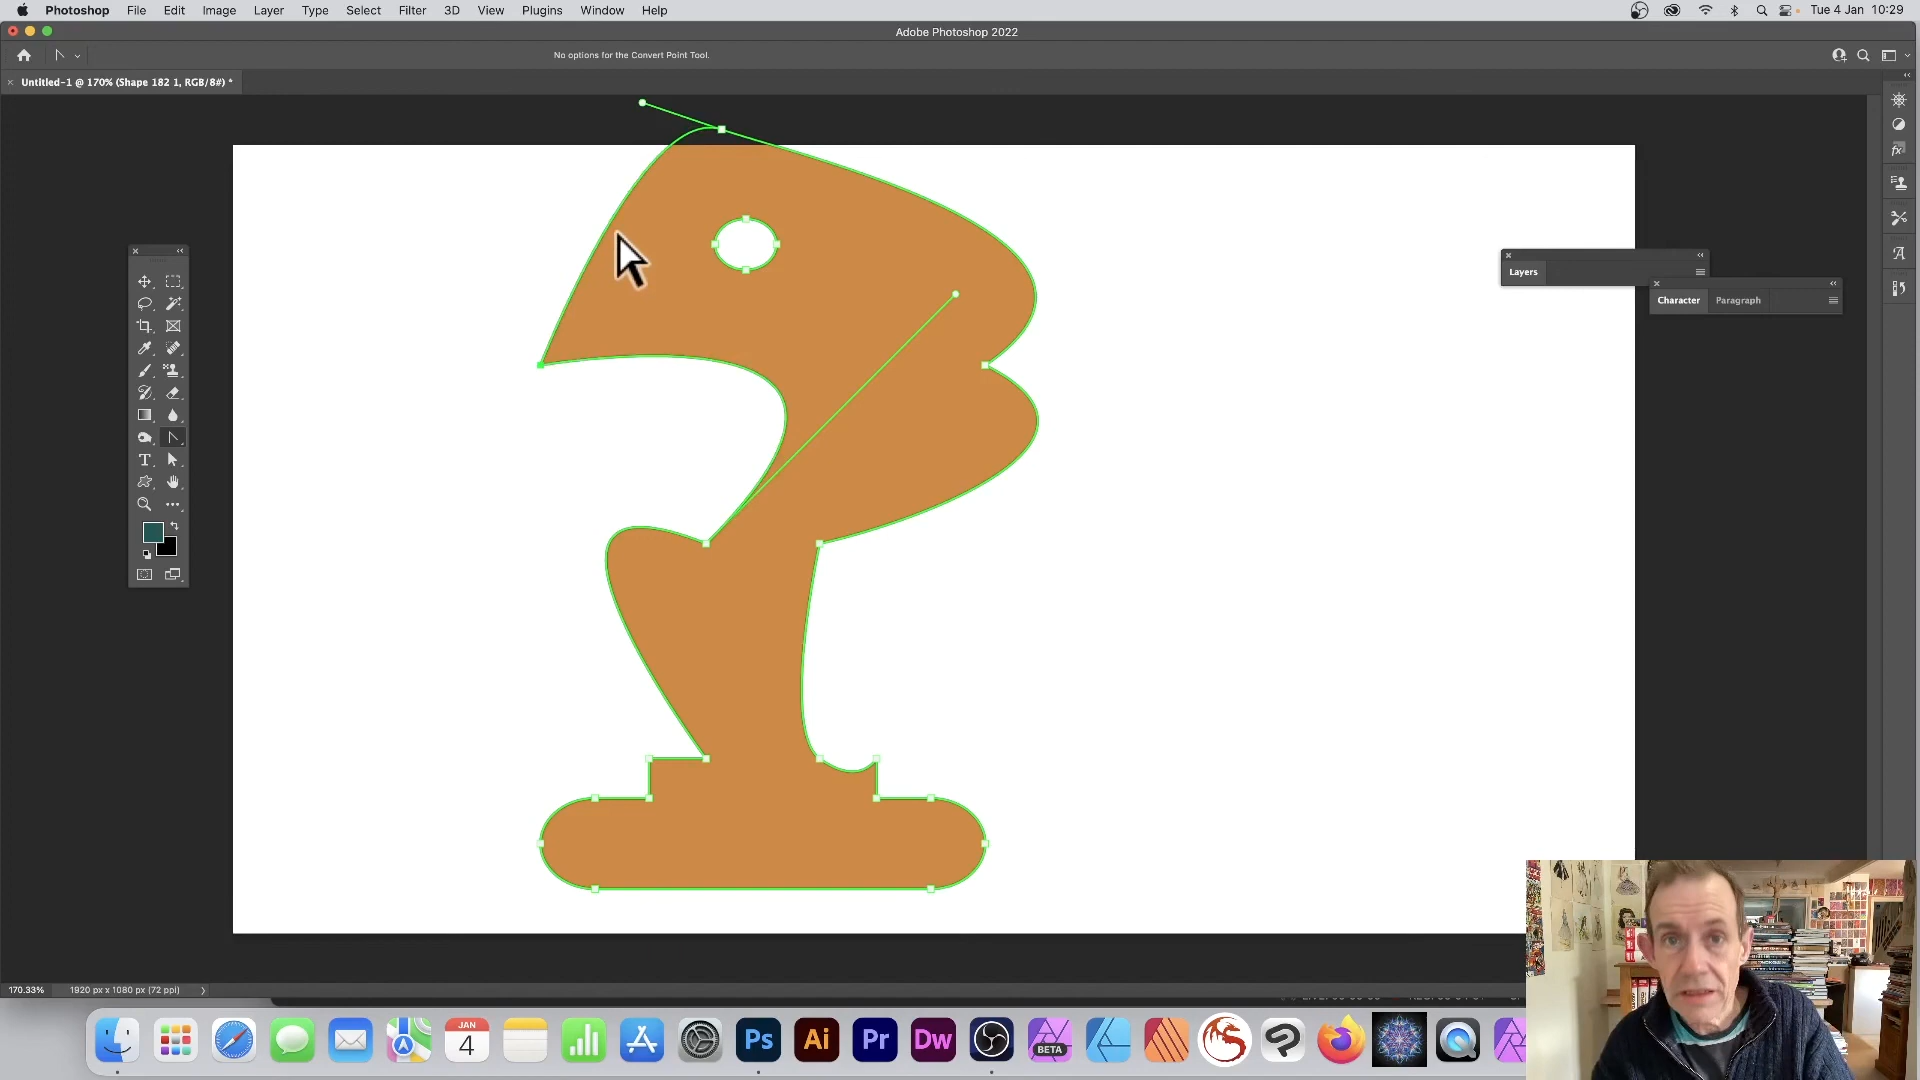 Photoshop File Edit Image Layer Type Select Filter 3D View Plugins Window Help Tue 4 Jan 10:29
Adobe Photoshop 2022
No options for the Convert Point Tool.
Untitled-1 @ 170% (Shape 182 1, RGB/8#) *
fx
Layers
A
Character Paragraph
T
170.33% 1920 px x 1080 px (72 ppi)
JAN
4
Ps Ai Pr Dw
BETA